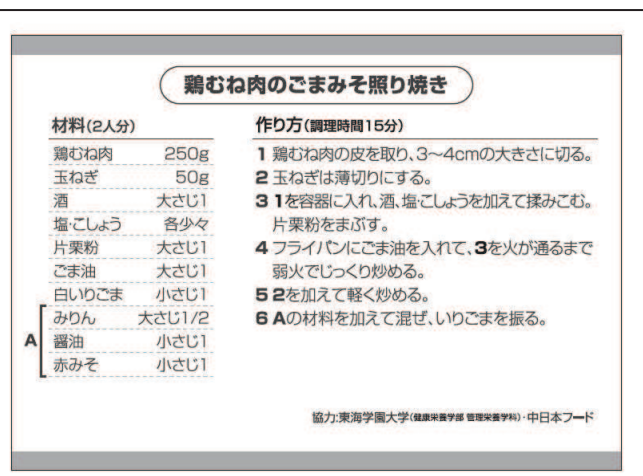 鶏むね肉のごまみそ照り焼き
材料(2人分)
鶏むね肉 250g
玉ねぎ 50g
酒 大さじ1
塩・こしょう 各少々
片栗粉 大さじ1
ごま油 大さじ1
白いりごま 小さじ1
A
みりん 大さじ1/2
醤油 小さじ1
赤みそ 小さじ1
作り方(調理時間15分)
1 鶏むね肉の皮を取り、3~4cmの大きさに切る。
2 玉ねぎは薄切りにする。
3 1を容器に入れ、酒、塩・こしょうを加えて揉みこむ。
片栗粉をまぶす。
4 フライパンにごま油を入れて、3を火が通るまで
弱火でじっくり炒める。
5 2を加えて軽く炒める。
6 Aの材料を加えて混ぜ、いりごまを振る。
協力:東海学園大学(健康栄養学部 管理栄養学科)・中日本フード